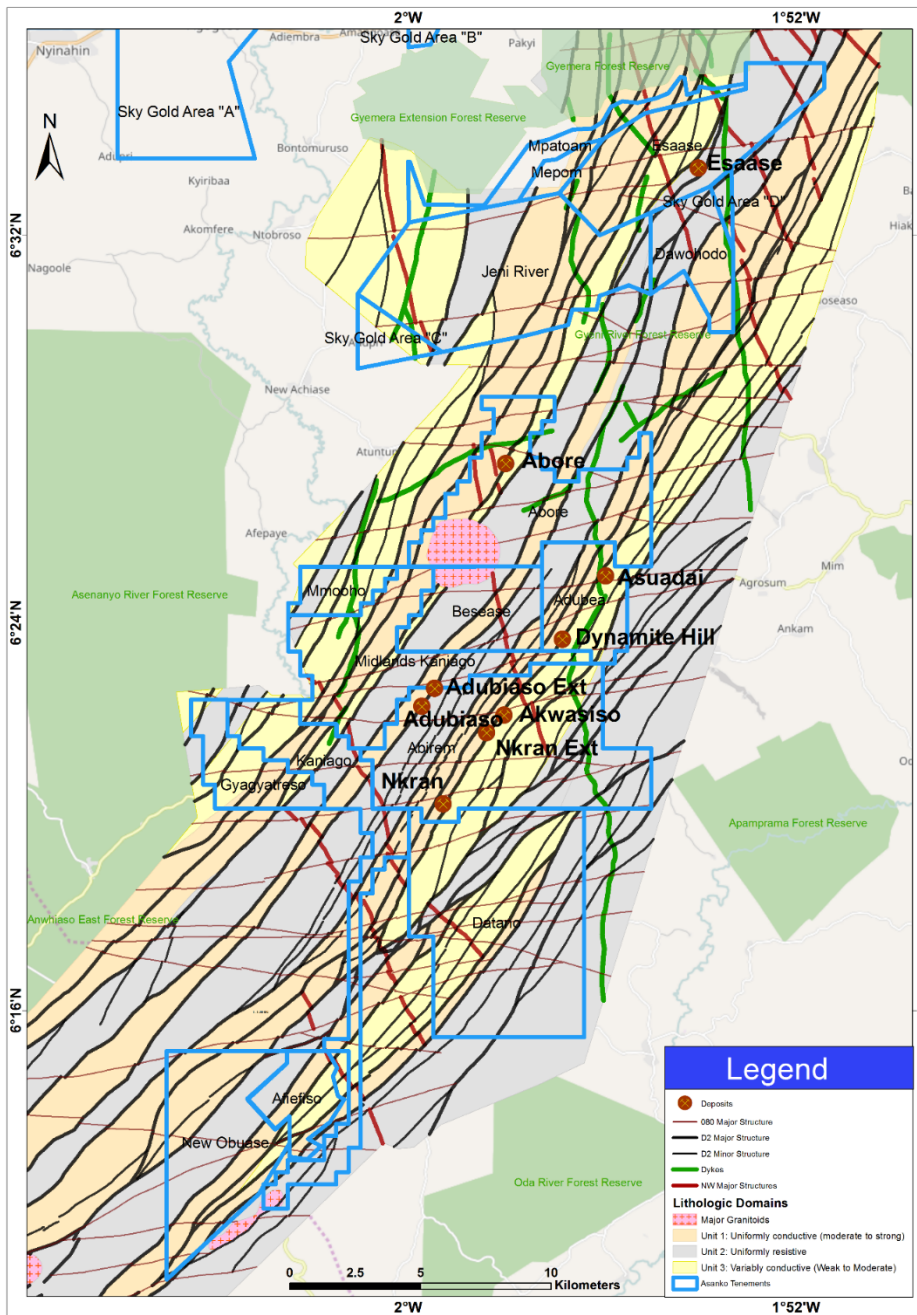 2°W
1°52'W
Nyinahin
Adiembra
Sky Gold Area "B"
Pakyi
Gyemera Forest Reserve
Sky Gold Area "A"
N
Gyemera Extension Forest Reserve
Mpatoam
Esaase
Esaase
Bontomuruso
Adupri
Mepom
Kyiribaa
Sky Gold Area "D"
6°32'N
Akomfere
Ntobroso
Dawohodo
Nagoole
Jeni River
Sky Gold Area "C"
Gyeni River Forest Reserve
New Achiase
Atuntun
Abore
Abore
Afepaye
Asuadai
Mim
Agrosum
Asenanyo River Forest Reserve
Mmooho
Adubea
6°24'N
Besease
Ankam
Dynamite Hill
Midlands Kaniago
Adubiaso Ext
Adubiaso
Akwasiso
Abirem
Nkran Ext
Kaniago
Gyagyatreso
Nkran
Apamprama Forest Reserve
Anwhiaso East Forest Reserve
Datano
6°16'N
Afiefiso
New Obuase
Oda River Forest Reserve
0 2.5 5 10
Kilometers
2°W
1°52'W
Legend
Deposits
080 Major Structure
D2 Major Structure
D2 Minor Structure
Dykes
NW Major Structures
Lithologic Domains
Major Granitoids
Unit 1: Uniformly conductive (moderate to strong)
Unit 2: Uniformly resistive
Unit 3: Variably conductive (Weak to Moderate)
Asanko Tenements